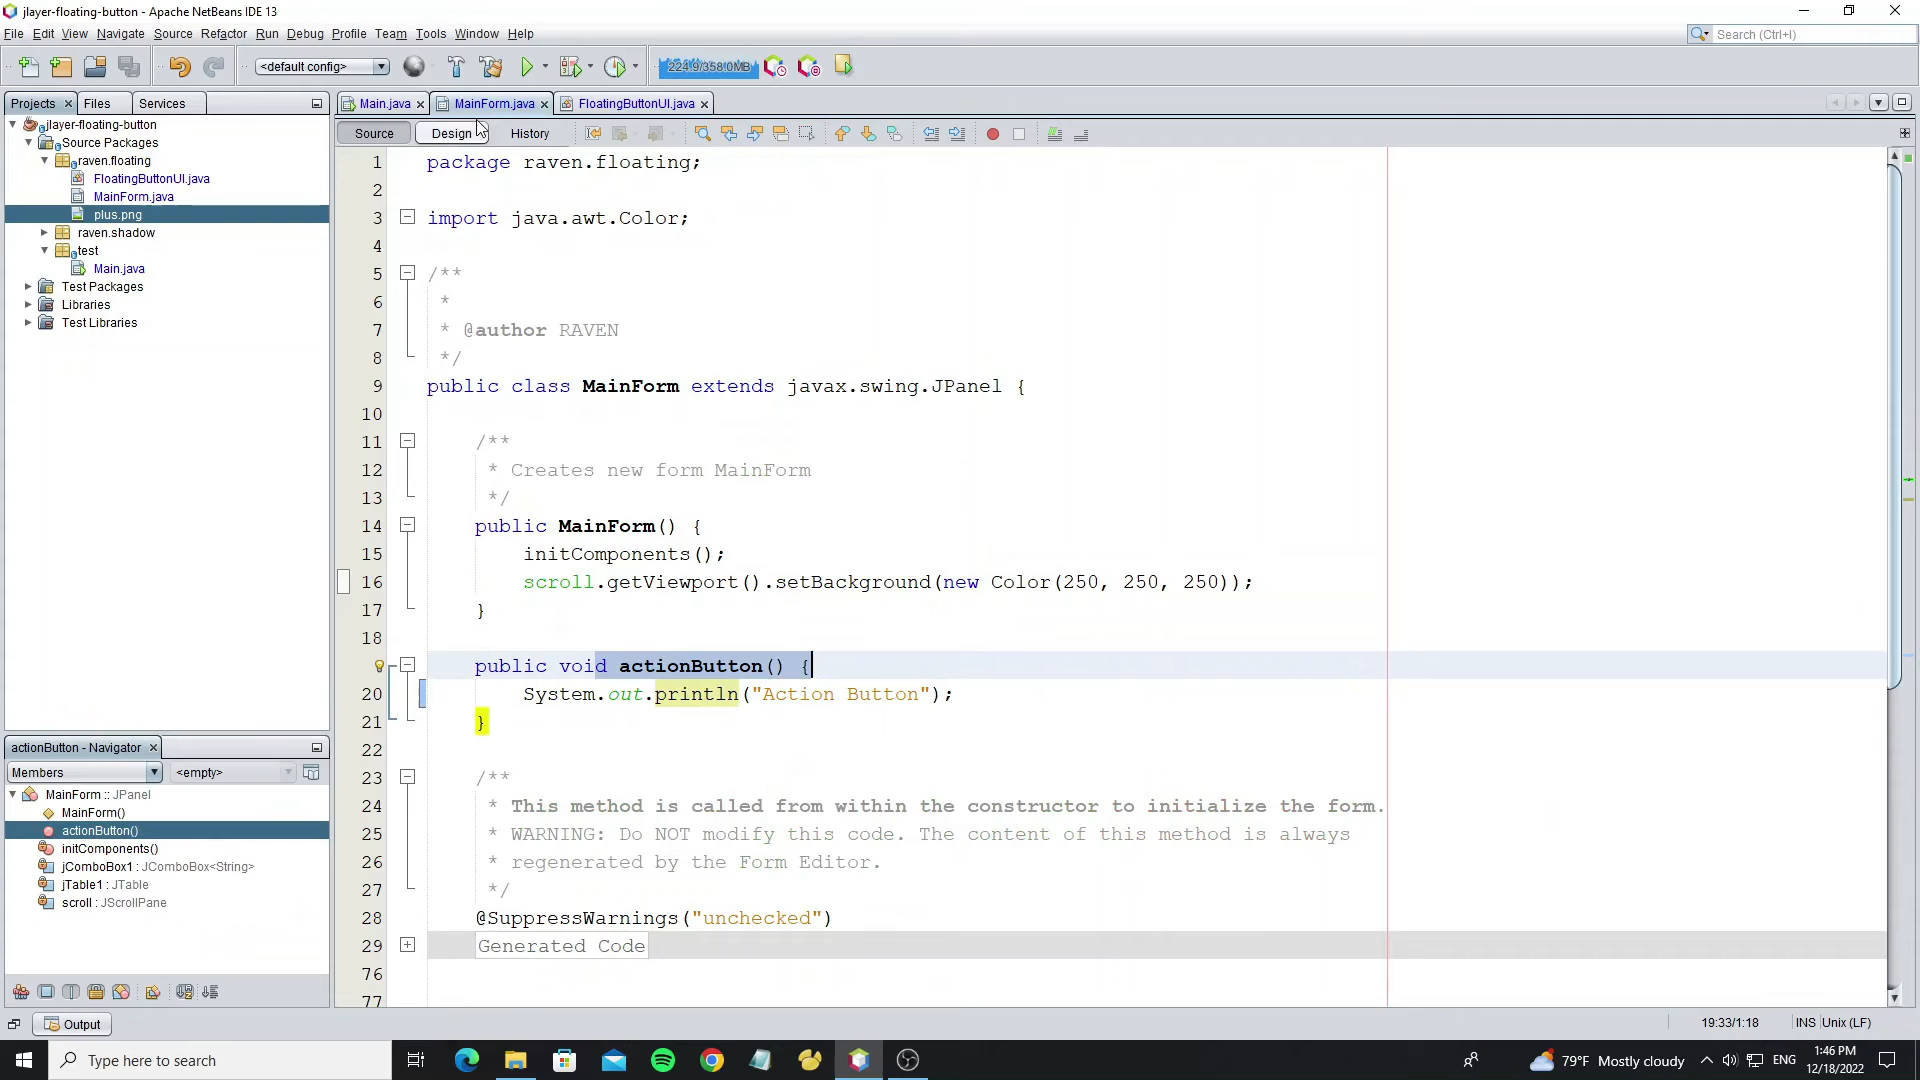 jlayer-floating-button - Apache NetBeans IDE 13
File Edit View Navigate Source Refactor Run Debug Profile Team Tools Window Help
Search (Ctrl+I)
<default config>
224.9/358.0MB
Projects Files Services
Main.java MainForm.java FloatingButtonUI.java
Source Design History
jlayer-floating-button
Source Packages
raven.floating
FloatingButtonUI.java
MainForm.java
plus.png
raven.shadow
test
Main.java
Test Packages
Libraries
Test Libraries
1 package raven.floating;
2
3 import java.awt.Color;
4
5 /**
6 *
7 * @author RAVEN
8 */
9 public class MainForm extends javax.swing.JPanel {
10
11 /**
12 * Creates new form MainForm
13 */
14 public MainForm() {
15 initComponents();
16 scroll.getViewport().setBackground(new Color(250, 250, 250));
17 }
18
public void actionButton() {
20 System.out.println("Action Button");
21 }
22
23 /**
24 * This method is called from within the constructor to initialize the form.
25 * WARNING: Do NOT modify this code. The content of this method is always
26 * regenerated by the Form Editor.
27 */
28 @SuppressWarnings("unchecked")
29 Generated Code
76
77
actionButton - Navigator
Members <empty>
MainForm :: JPanel
MainForm()
actionButton()
initComponents()
jComboBox1 : JComboBox<String>
jTable1 : JTable
scroll : JScrollPane
Output
19:33/1:18 INS Unix (LF)
Type here to search
79°F Mostly cloudy
ENG
1:46 PM
12/18/2022